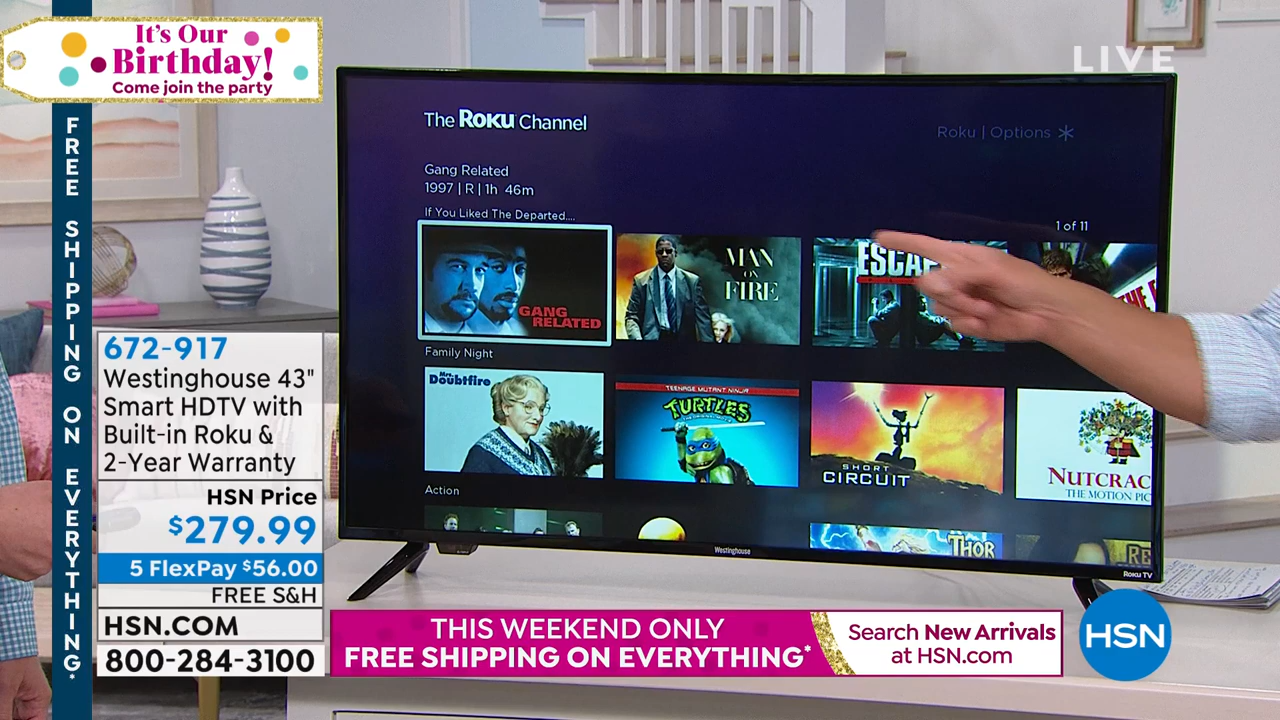 It's Our
Birthday!
Come join the party
LIVE
FREE SHIPPING ON EVERYTHING*
The Roku Channel
Roku | Options
Gang Related
1997 | R | 1h 46m
If You Liked The Departed....
1 of 11
GANG
RELATED
MAN
ON
FIRE
ESCAP
THE
Family Night
Mrs.
Doubtfire
TEENAGE MUTANT NINJA
TURTLES
SHORT
CIRCUIT
NUTCRAC
THE MOTION PIC
Action
THOR
RE
Westinghouse
Roku TV
672-917
Westinghouse 43"
Smart HDTV with
Built-in Roku &
2-Year Warranty
HSN Price
$279.99
5 FlexPay $56.00
FREE S&H
HSN.COM
800-284-3100
THIS WEEKEND ONLY
FREE SHIPPING ON EVERYTHING*
Search New Arrivals
at HSN.com
HSN